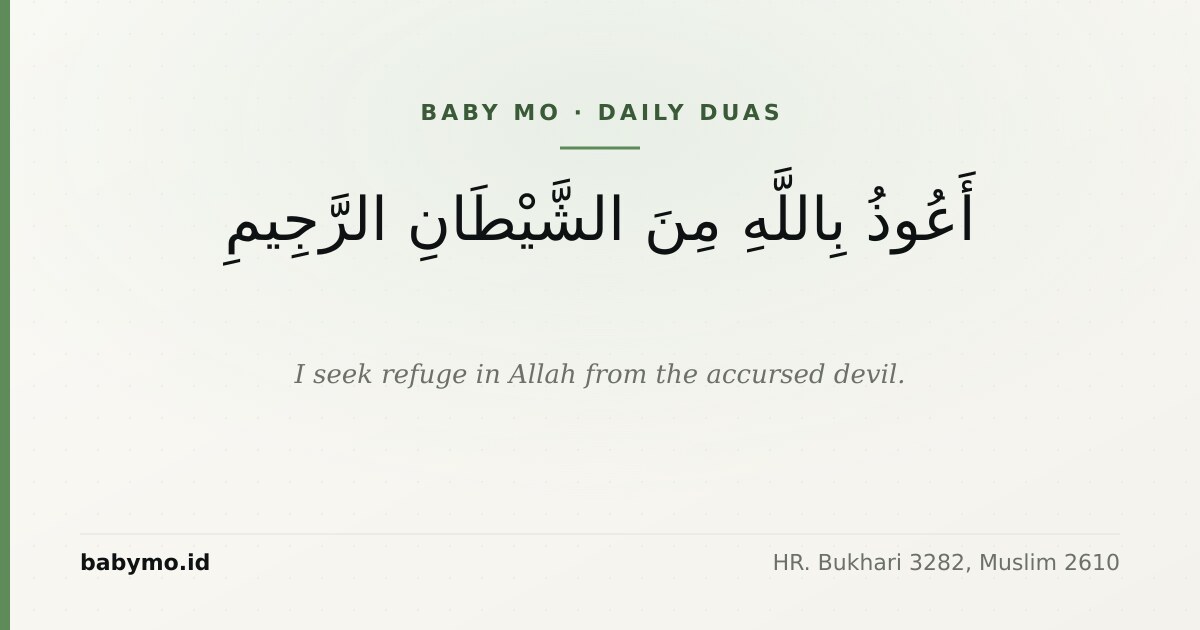 BABY MO · DAILY DUAS
أَعُوذُ بِاللَّهِ مِنَ الشَّيْطَانِ الرَّجِيمِ
I seek refuge in Allah from the accursed devil.
babymo.id
HR. Bukhari 3282, Muslim 2610